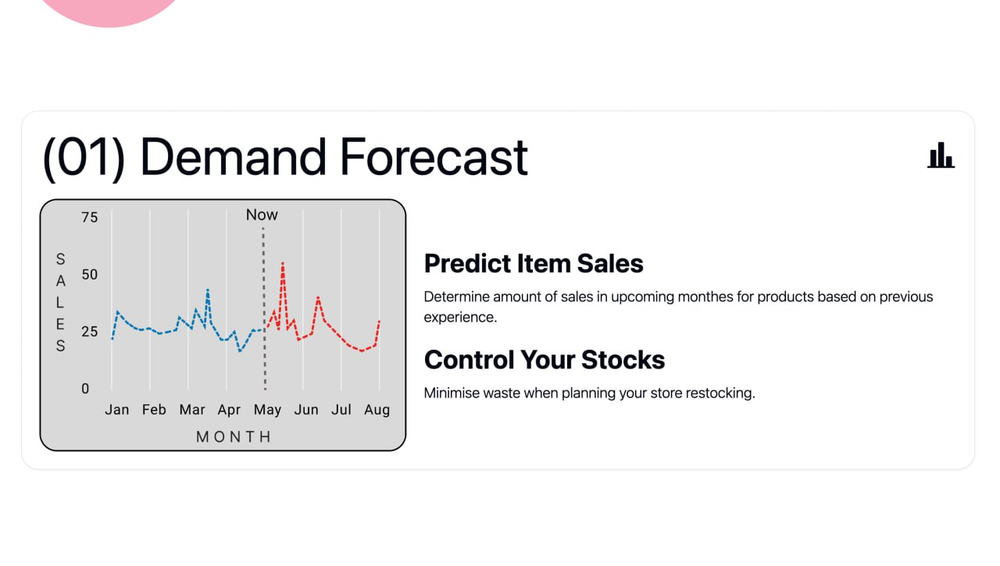 (01) Demand Forecast
75
Now
50
25
0
SALES
Jan Feb Mar Apr May Jun Jul Aug
MONTH
Predict Item Sales
Determine amount of sales in upcoming monthes for products based on previous
experience.
Control Your Stocks
Minimise waste when planning your store restocking.